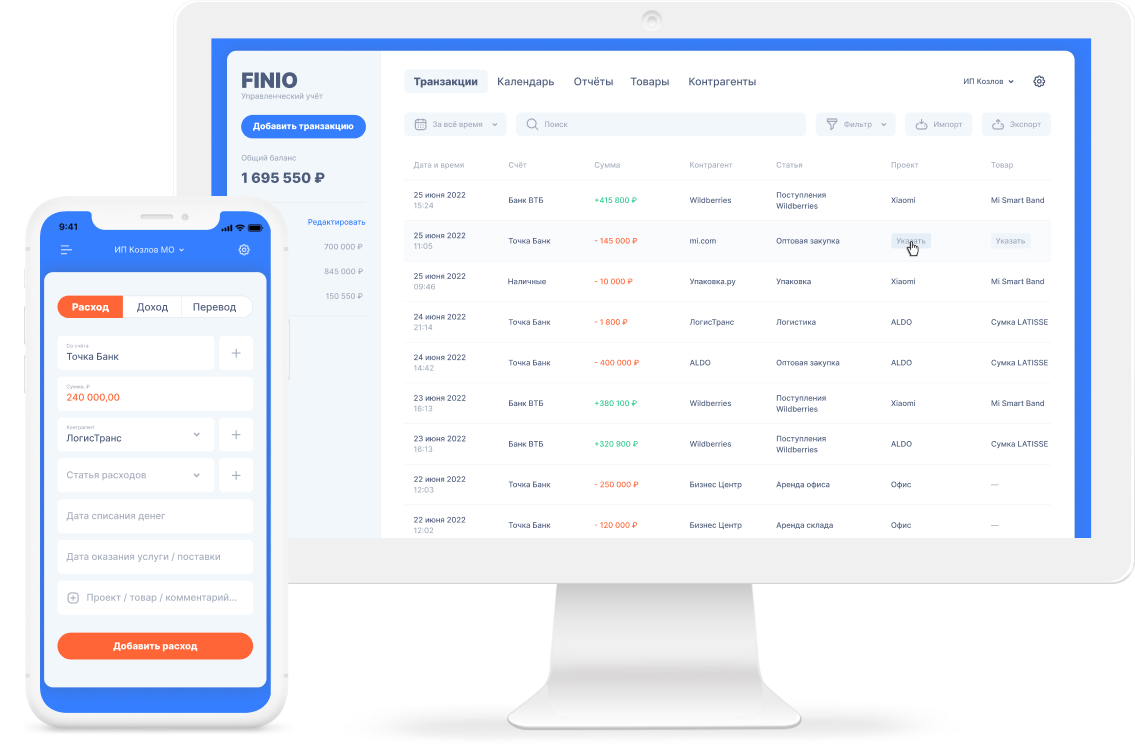 FINIO
Управленческий учёт
Добавить транзакцию
Общий баланс
1 695 550 ₽
Редактировать
700 000 ₽
845 000 ₽
150 550 ₽
Транзакции Календарь Отчёты Товары Контрагенты ИП Козлов
За всё время Поиск Фильтр Импорт Экспорт
Дата и время Счёт Сумма Контрагент Статья Проект Товар
25 июня 2022
15:24
Банк ВТБ +415 800 ₽ Wildberries
Поступления
Wildberries
Xiaomi Mi Smart Band
25 июня 2022
11:05
Точка Банк - 145 000 ₽ mi.com Оптовая закупка Указать Указать
25 июня 2022
09:46
Наличные - 10 000 ₽ Упаковка.ру Упаковка Xiaomi Mi Smart Band
24 июня 2022
21:14
Точка Банк - 1 800 ₽ ЛогисТранс Логистика ALDO Сумка LATISSE
24 июня 2022
14:42
Точка Банк - 400 000 ₽ ALDO Оптовая закупка ALDO Сумка LATISSE
23 июня 2022
16:13
Банк ВТБ +380 100 ₽ Wildberries
Поступления
Wildberries
Xiaomi Mi Smart Band
23 июня 2022
16:13
Банк ВТБ +320 900 ₽ Wildberries
Поступления
Wildberries
ALDO Сумка LATISSE
22 июня 2022
12:03
Точка Банк - 250 000 ₽ Бизнес Центр Аренда офиса Офис —
22 июня 2022
12:02
Точка Банк - 120 000 ₽ Бизнес Центр Аренда склада Офис —
9:41
ИП Козлов МО
Расход Доход Перевод
Со счёта
Точка Банк
Сумма, ₽
240 000,00
Контрагент
ЛогисТранс
Статья расходов
Дата списания денег
Дата оказания услуги / поставки
Проект / товар / комментарий...
Добавить расход